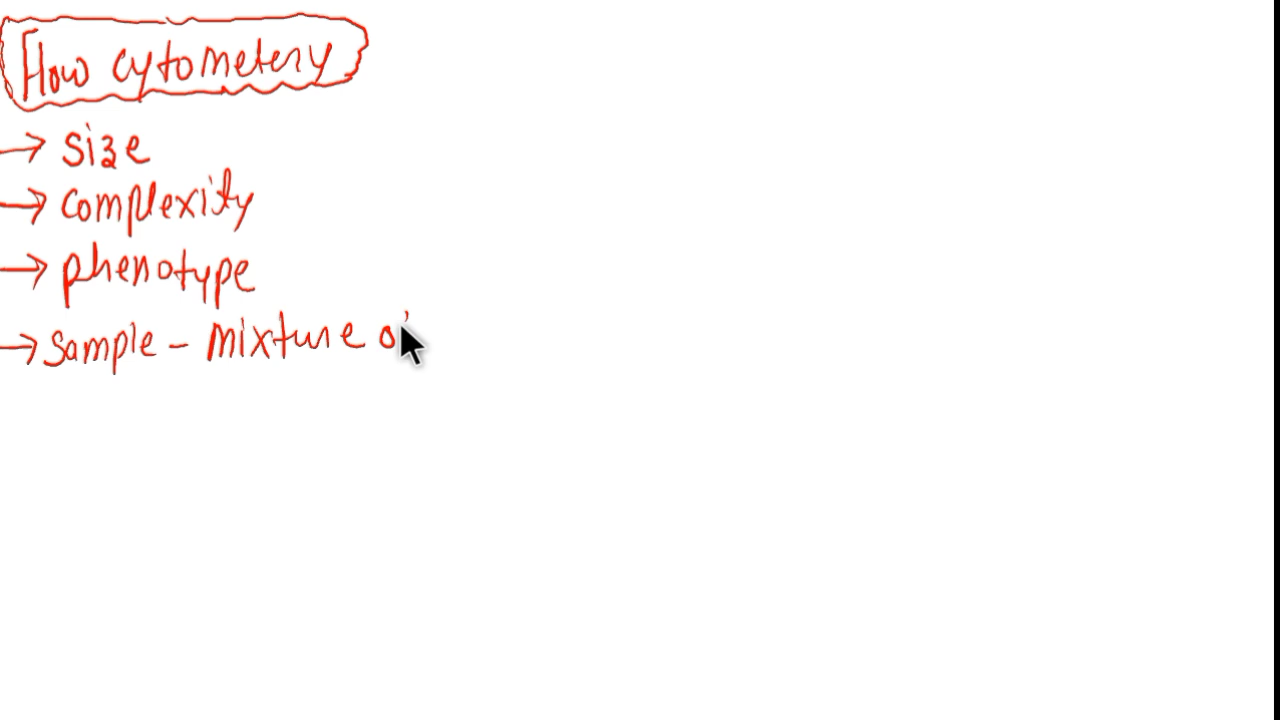 Flow cytometery
→ size
→ complexity
→ phenotype
→ sample - mixture